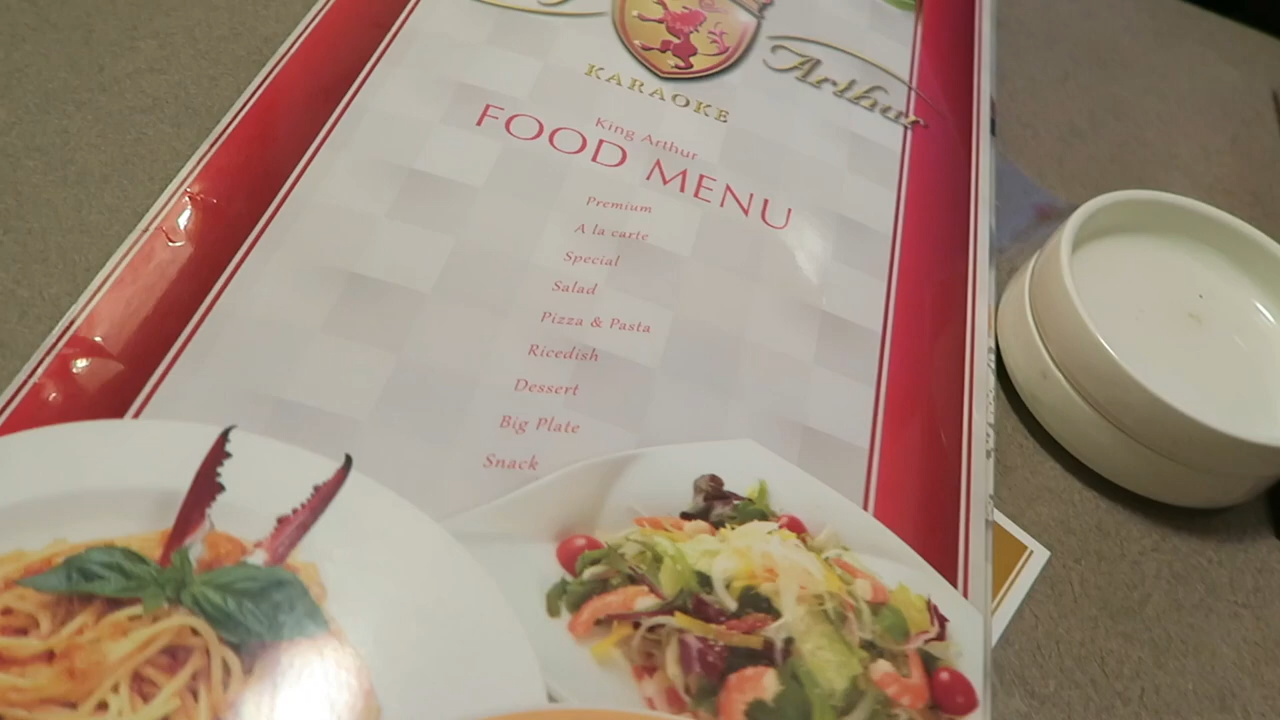 Arthur
KARAOKE
King Arthur
FOOD MENU
Premium
A la carte
Special
Salad
Pizza & Pasta
Ricedish
Dessert
Big Plate
Snack